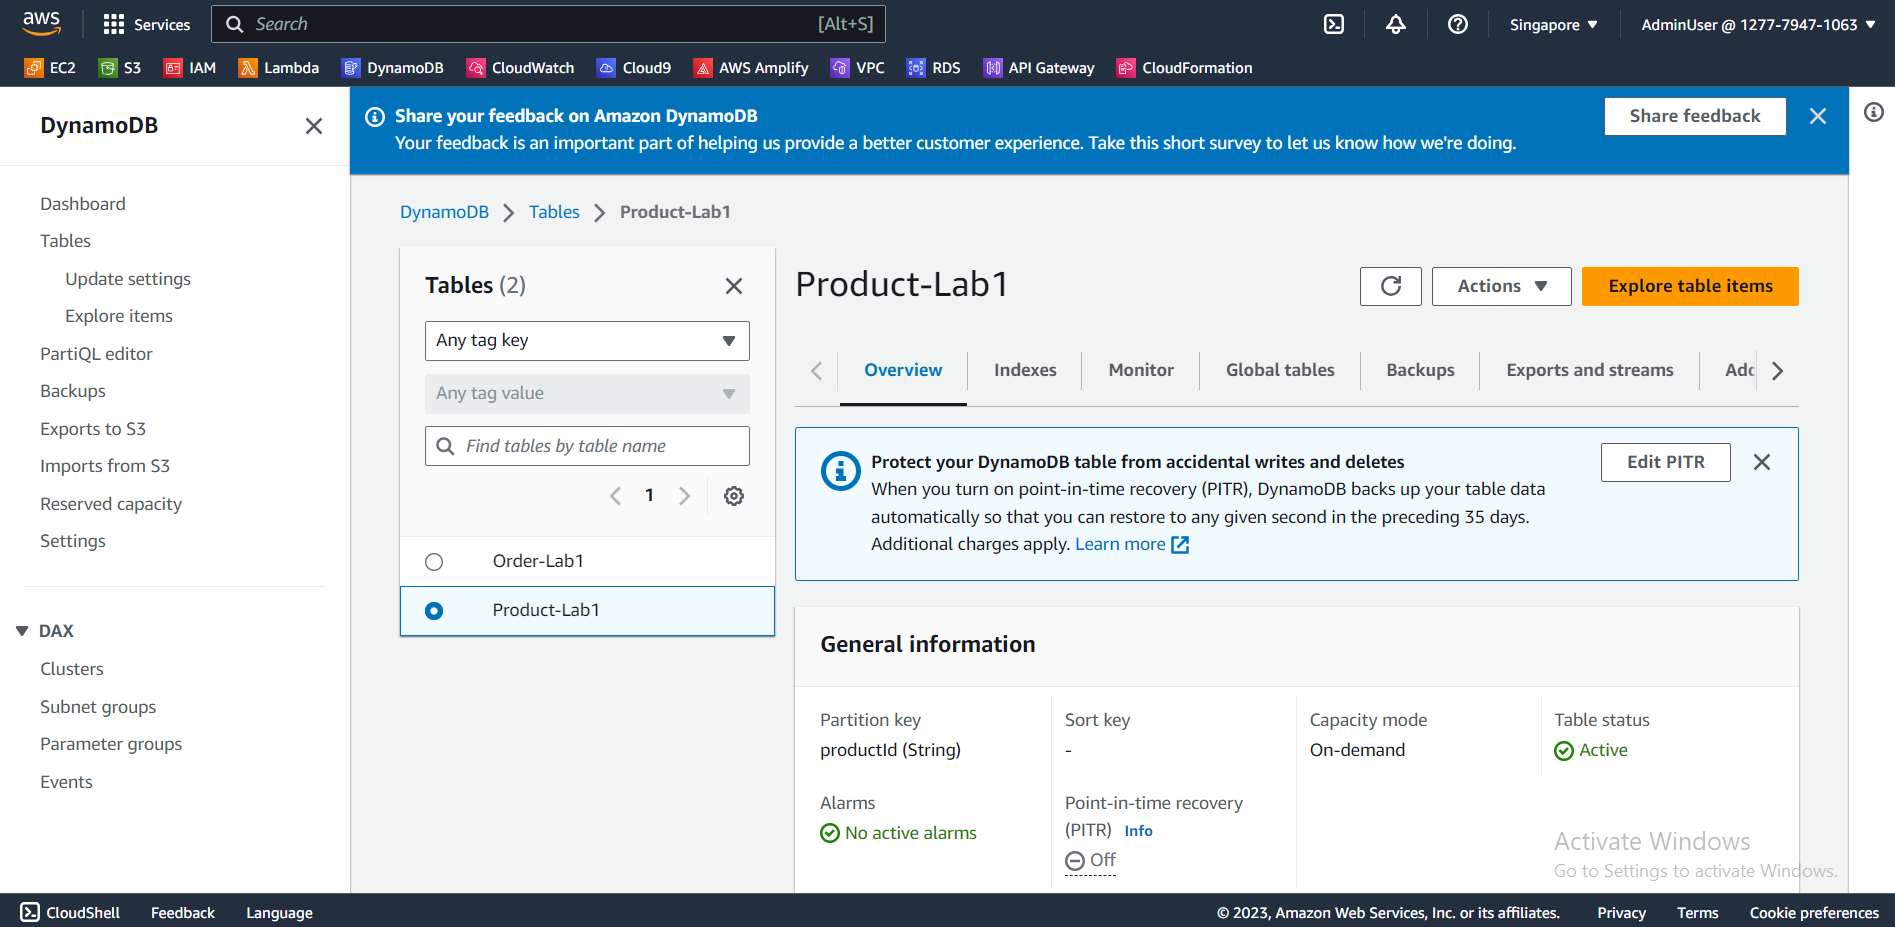 aws
Services
Search
[Alt+S]
Singapore
AdminUser @ 1277-7947-1063
EC2
S3
IAM
Lambda
DynamoDB
CloudWatch
Cloud9
AWS Amplify
VPC
RDS
API Gateway
CloudFormation
DynamoDB
Dashboard
Tables
Update settings
Explore items
PartiQL editor
Backups
Exports to S3
Imports from S3
Reserved capacity
Settings
DAX
Clusters
Subnet groups
Parameter groups
Events
Share your feedback on Amazon DynamoDB
Your feedback is an important part of helping us provide a better customer experience. Take this short survey to let us know how we're doing.
Share feedback
DynamoDB
Tables
Product-Lab1
Tables (2)
Any tag key
Any tag value
Find tables by table name
1
Order-Lab1
Product-Lab1
Product-Lab1
Actions
Explore table items
Overview
Indexes
Monitor
Global tables
Backups
Exports and streams
Protect your DynamoDB table from accidental writes and deletes
When you turn on point-in-time recovery (PITR), DynamoDB backs up your table data
automatically so that you can restore to any given second in the preceding 35 days.
Additional charges apply. Learn more
Edit PITR
General information
Partition key
productId (String)
Sort key
-
Capacity mode
On-demand
Table status
Active
Alarms
No active alarms
Point-in-time recovery
(PITR) Info
Off
Activate Windows
Go to Settings to activate Windows.
CloudShell
Feedback
Language
© 2023, Amazon Web Services, Inc. or its affiliates.
Privacy
Terms
Cookie preferences